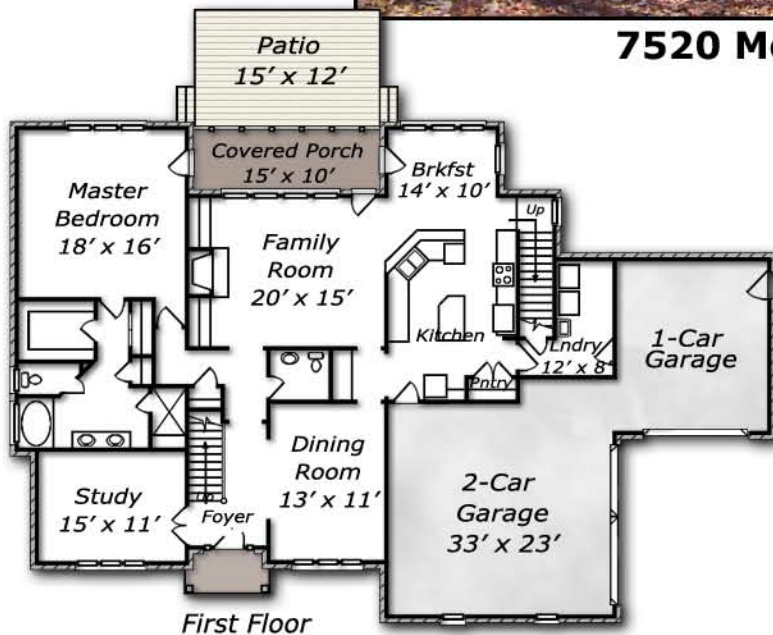 7520 M
Patio
15' x 12'
Covered Porch
15' x 10'
Brkfst
14' x 10'
Master
Bedroom
18' x 16'
Up
Family
Room
20' x 15'
Kitchen
Lndry
12' x 8'
1-Car
Garage
Pntry
Dining
Room
13' x 11'
2-Car
Garage
33' x 23'
Study
15' x 11'
Foyer
First Floor